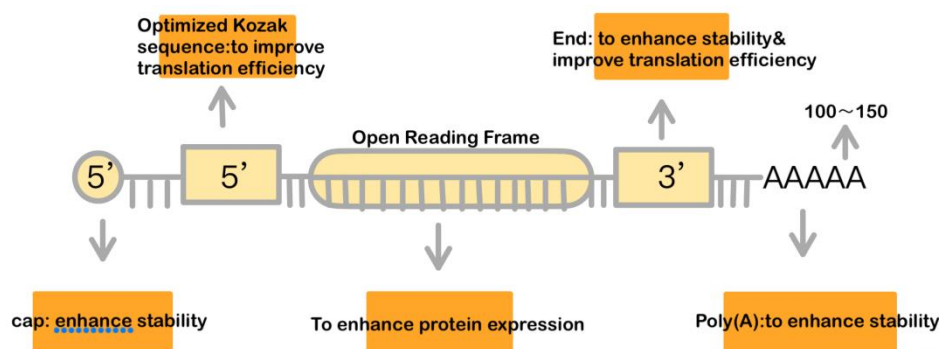 Optimized Kozak
sequence:to improve
translation efficiency
End: to enhance stability&
improve translation efficiency
100～150
Open Reading Frame
5’
5’
3’
AAAAA
cap: enhance stability
To enhance protein expression
Poly(A):to enhance stability